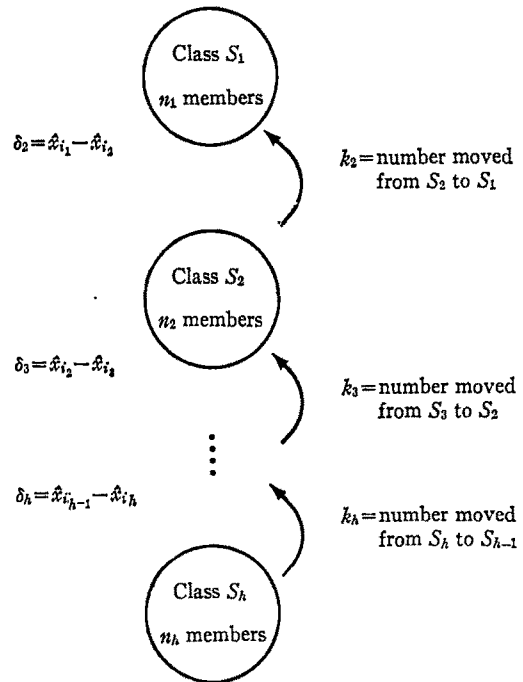 Class S₁
n₁ members
δ₂=x̂ᵢ₁−x̂ᵢ₂
k₂=number moved
from S₂ to S₁
Class S₂
n₂ members
δ₃=x̂ᵢ₂−x̂ᵢ₃
k₃=number moved
from S₃ to S₂
δₕ=x̂ᵢₕ₋₁−x̂ᵢₕ
kₕ=number moved
from Sₕ to Sₕ₋₁
Class Sₕ
nₕ members